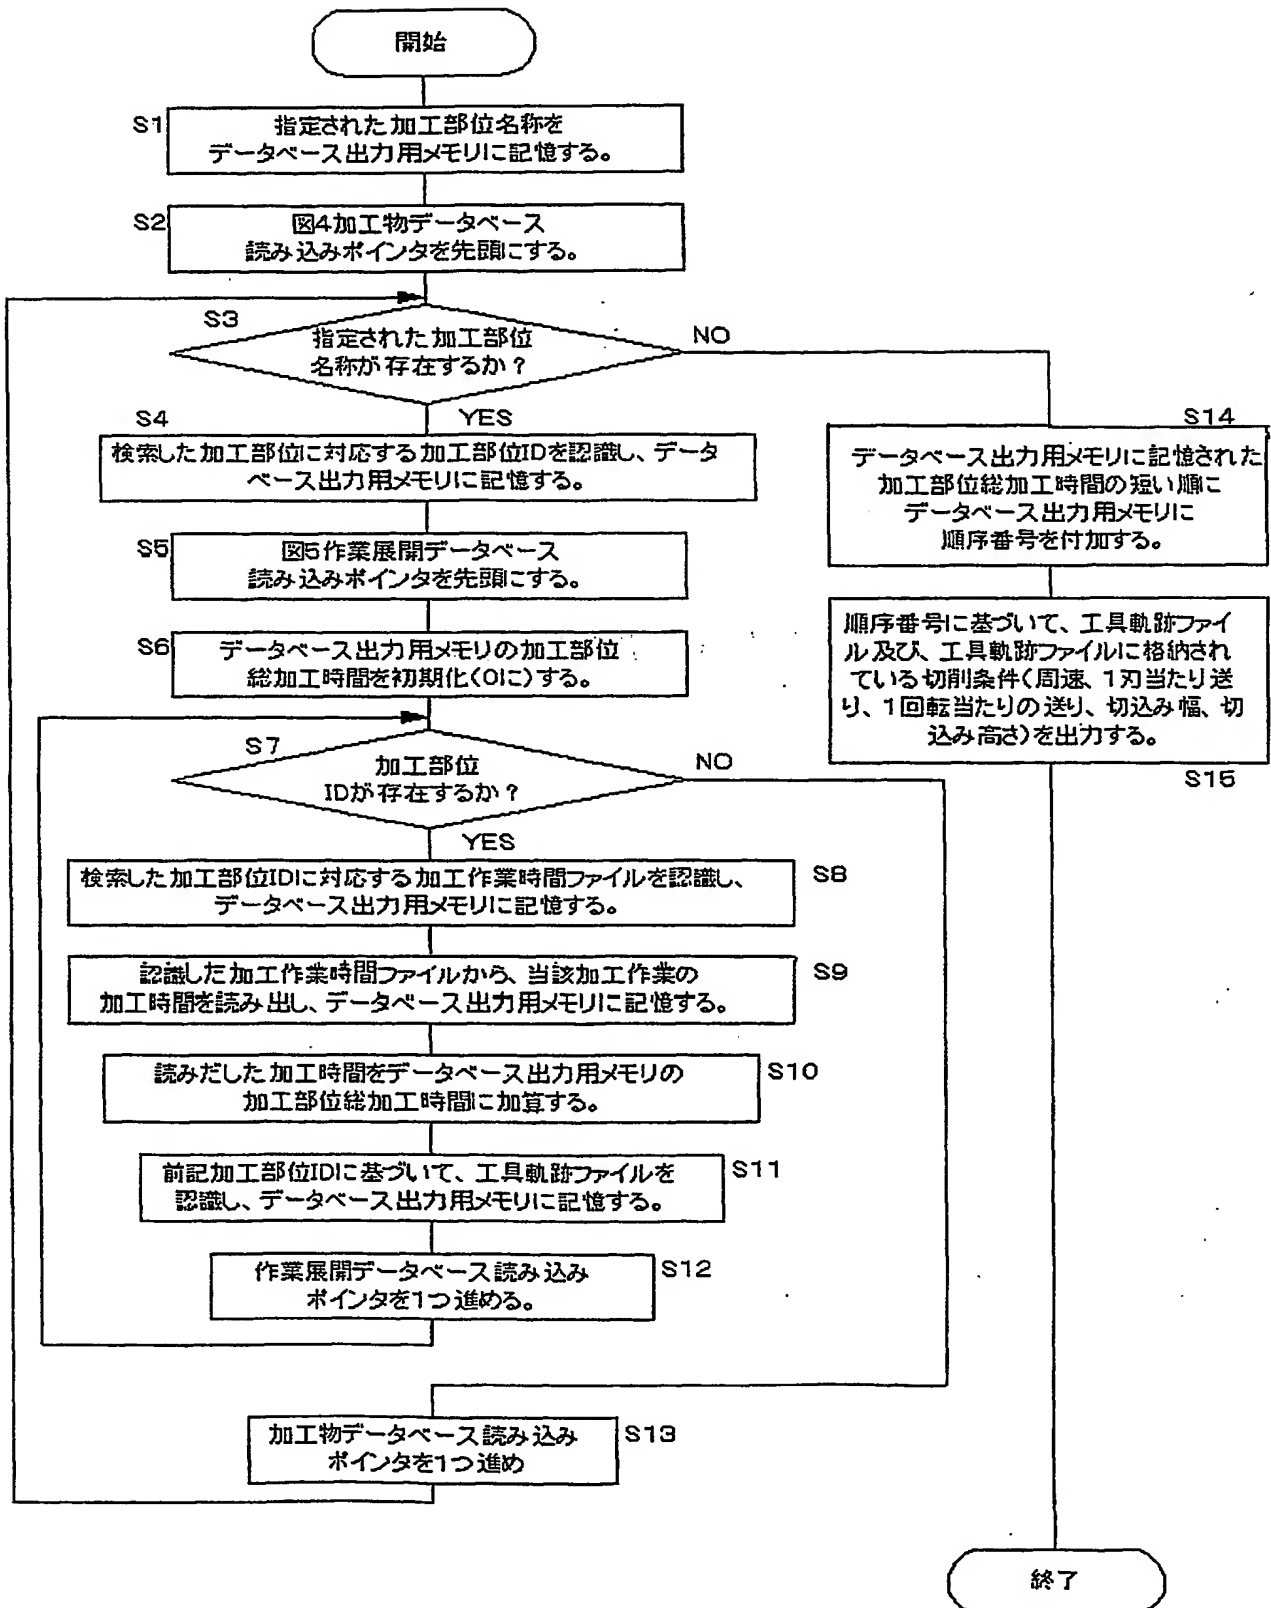 開始
S1
指定された加工部位名称を
データベース出力用メモリに記憶する。
S2
図4加工物データベース
読み込みポインタを先頭にする。
S3
指定された加工部位
名称が存在するか?
NO
YES
S4
検索した加工部位に対応する加工部位IDを認識し、データ
ベース出力用メモリに記憶する。
S5
図5作業展開データベース
読み込みポインタを先頭にする。
S6
データベース出力用メモリの加工部位
総加工時間を初期化(0に)する。
S7
加工部位
IDが存在するか?
NO
YES
検索した加工部位IDに対応する加工作業時間ファイルを認識し、
データベース出力用メモリに記憶する。
S8
認識した加工作業時間ファイルから、当該加工作業の
加工時間を読み出し、データベース出力用メモリに記憶する。
S9
読みだした加工時間をデータベース出力用メモリの
加工部位総加工時間に加算する。
S10
前記加工部位IDに基づいて、工具軌跡ファイルを
認識し、データベース出力用メモリに記憶する。
S11
作業展開データベース読み込み
ポインタを1つ進める。
S12
加工物データベース読み込み
ポインタを1つ進め
S13
S14
データベース出力用メモリに記憶された
加工部位総加工時間の短い順に
データベース出力用メモリに
順序番号を付加する。
順序番号に基づいて、工具軌跡ファイ
ル及び、工具軌跡ファイルに格納され
ている切削条件(周速、1刃当たり送
り、1回転当たりの送り、切込み幅、切
込み高さ)を出力する。
S15
終了